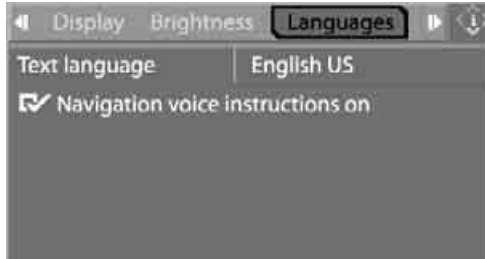 Display Brightness Languages
Text language English US
Navigation voice instructions on